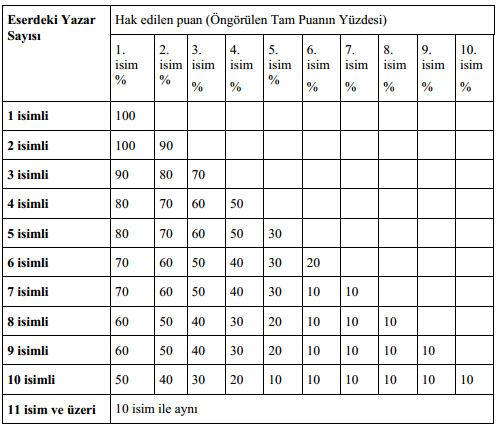 Eserdeki Yazar Sayısı Hak edilen puan (Öngörülen Tam Puanın Yüzdesi)
1. isim % 2. isim % 3. isim % 4. isim % 5. isim % 6. isim % 7. isim % 8. isim % 9. isim % 10. isim %
1 isimli 100
2 isimli 100 90
3 isimli 90 80 70
4 isimli 80 70 60 50
5 isimli 80 70 60 50 30
6 isimli 70 60 50 40 30 20
7 isimli 70 60 50 40 30 10 10
8 isimli 60 50 40 30 20 10 10 10
9 isimli 60 50 40 30 20 10 10 10 10
10 isimli 50 40 30 20 10 10 10 10 10 10
11 isim ve üzeri 10 isim ile aynı